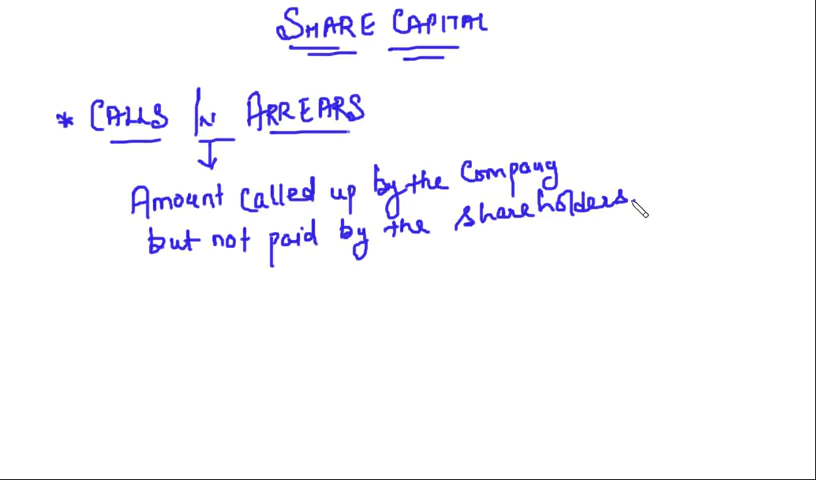 SHARE CAPITAL
* CALLS IN ARREARS
Amount called up by the Company
but not paid by the shareholders.